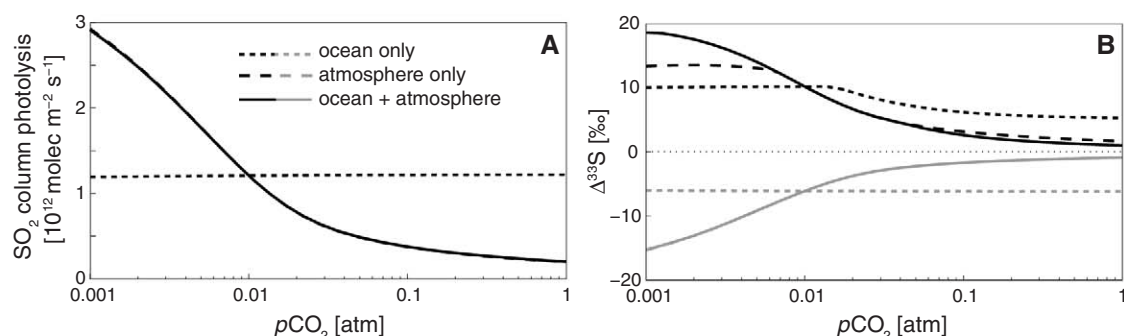 SO₂ column photolysis
[10¹² molec m⁻² s⁻¹]
3
2
1
0
0.001
0.01
0.1
1
pCO₂ [atm]
A
ocean only
atmosphere only
ocean + atmosphere
Δ³³S [‰]
20
10
0
−10
−20
0.001
0.01
0.1
1
pCO₂ [atm]
B